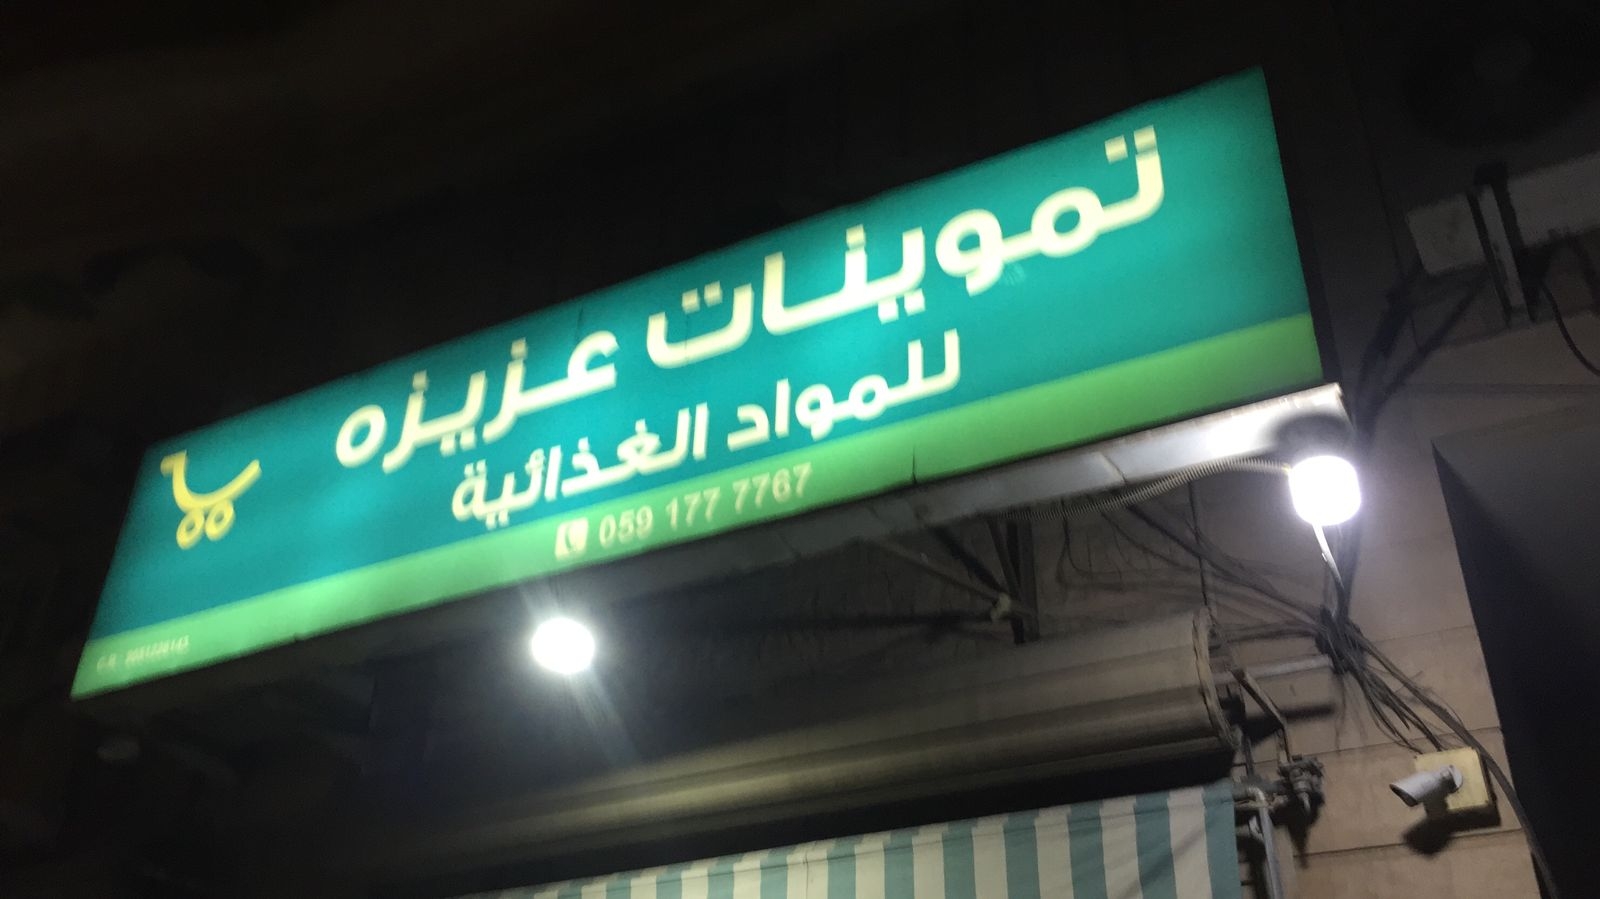 تموينات عزيزه
للمواد الغذائية
059 177 7767